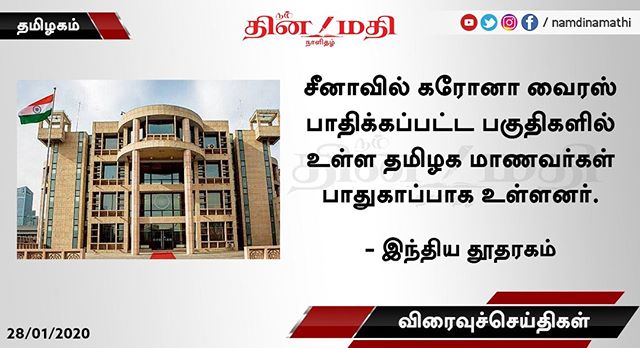 தமிழகம்
நம்
தின மதி
நாளிதழ்
/ namdinamathi
சீனாவில் கரோனா வைரஸ்
பாதிக்கப்பட்ட பகுதிகளில்
உள்ள தமிழக மாணவர்கள்
பாதுகாப்பாக உள்ளனர்.
- இந்திய தூதரகம்
விரைவுச்செய்திகள்
28/01/2020